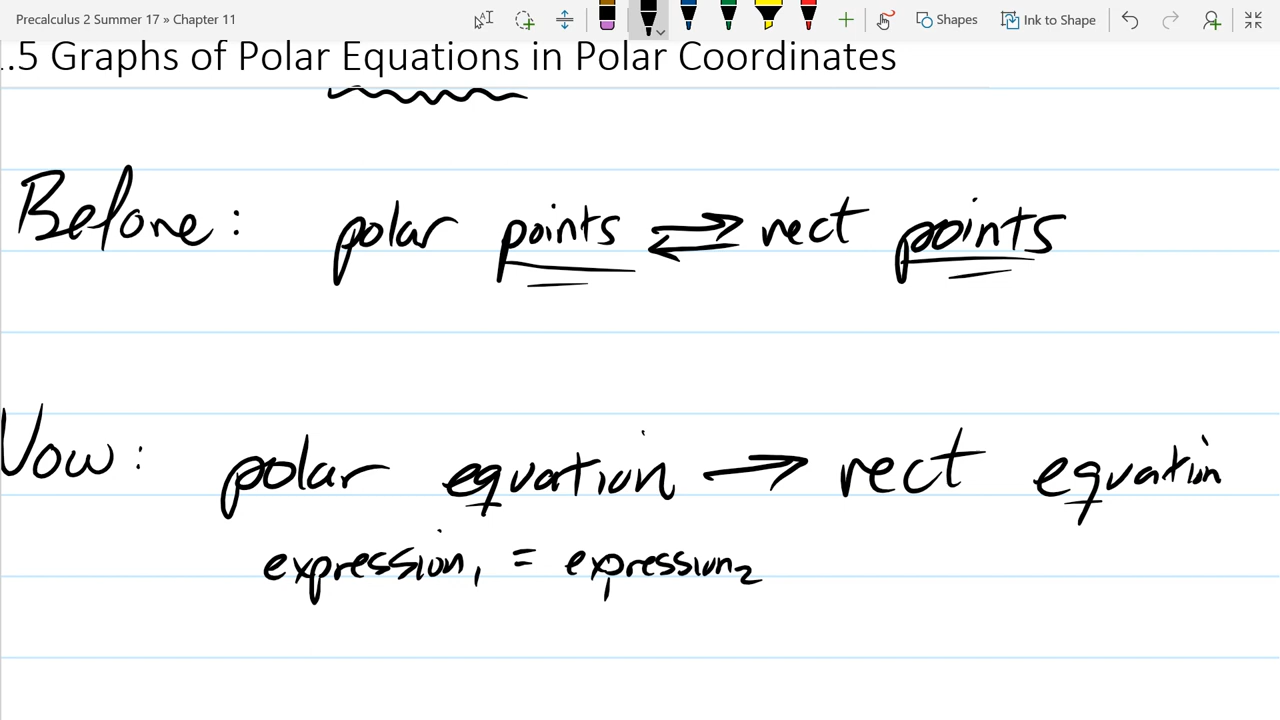 Precalculus 2 Summer 17 » Chapter 11
Shapes
Ink to Shape
.5 Graphs of Polar Equations in Polar Coordinates
Before: polar points ⇄ rect points
Now: polar equation → rect equation
expression₁ = expression₂